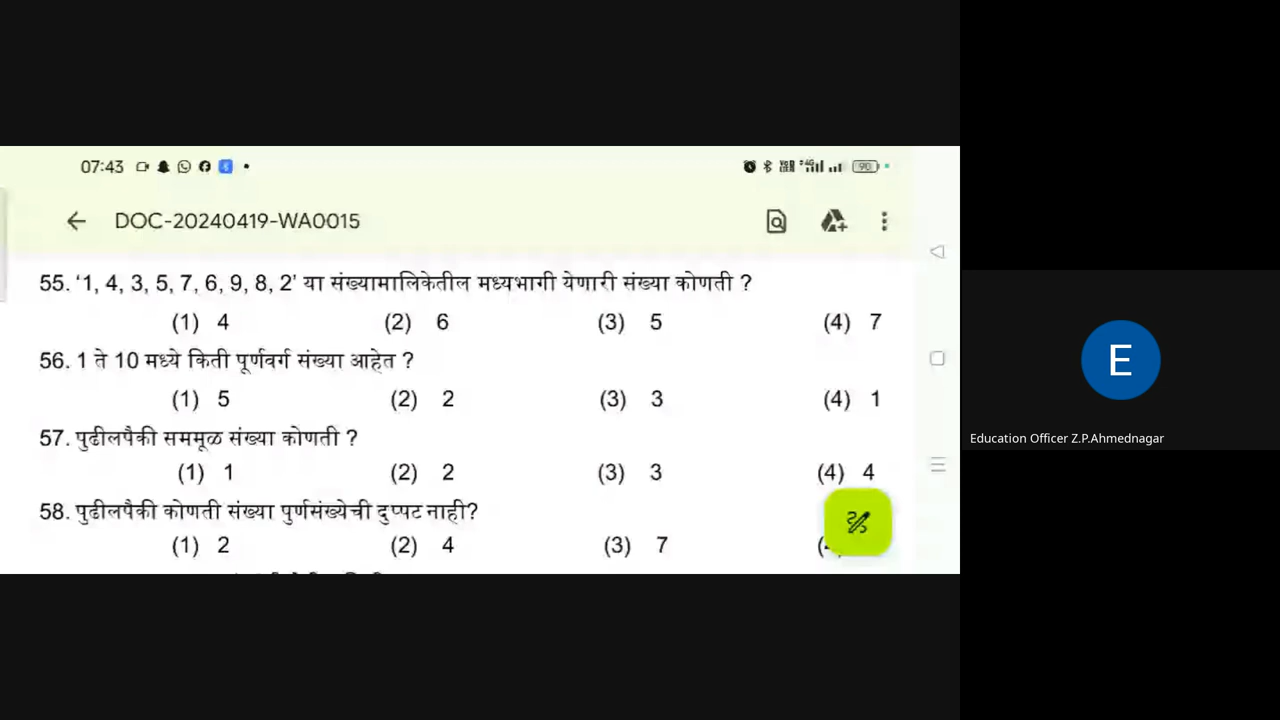 07:43
90
DOC-20240419-WA0015
55. '1, 4, 3, 5, 7, 6, 9, 8, 2' या संख्यामालिकेतील मध्यभागी येणारी संख्या कोणती ?
(1) 4 (2) 6 (3) 5 (4) 7
56. 1 ते 10 मध्ये किती पूर्णवर्ग संख्या आहेत ?
(1) 5 (2) 2 (3) 3 (4) 1
57. पुढीलपैकी सममूळ संख्या कोणती ?
(1) 1 (2) 2 (3) 3 (4) 4
58. पुढीलपैकी कोणती संख्या पुर्णसंख्येची दुप्पट नाही?
(1) 2 (2) 4 (3) 7
E
Education Officer Z.P.Ahmednagar